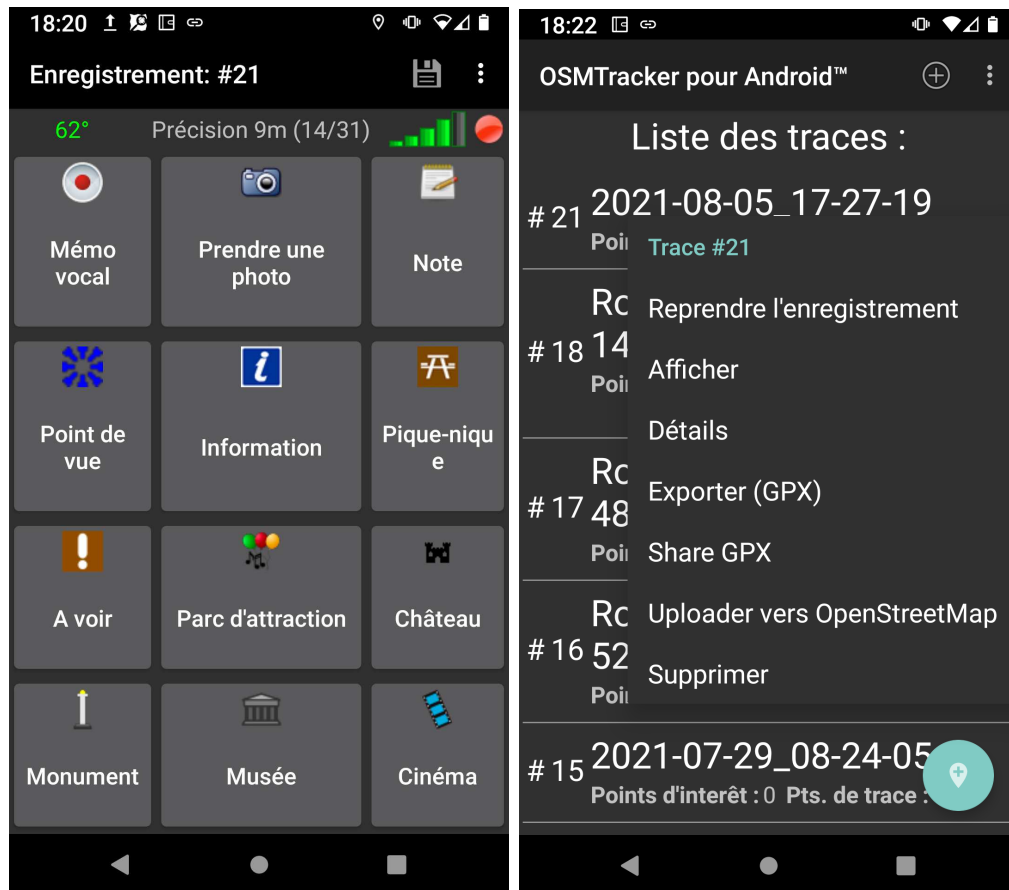 18:20
Enregistrement: #21
62°
Précision 9m (14/31)
Mémo
vocal
Prendre une
photo
Note
Point de
vue
Information
Pique-niqu
e
A voir
Parc d'attraction
Château
Monument
Musée
Cinéma
18:22
OSMTracker pour Android™
Liste des traces :
#21
2021-08-05_17-27-19
Poi
Trace #21
Reprendre l'enregistrement
Afficher
Détails
Exporter (GPX)
Share GPX
Uploader vers OpenStreetMap
Supprimer
#18
Ro
14
Poi
#17
Ro
48
Poi
#16
Ro
52
Poi
#15
2021-07-29_08-24-05
Points d'interêt : 0 Pts. de trace :